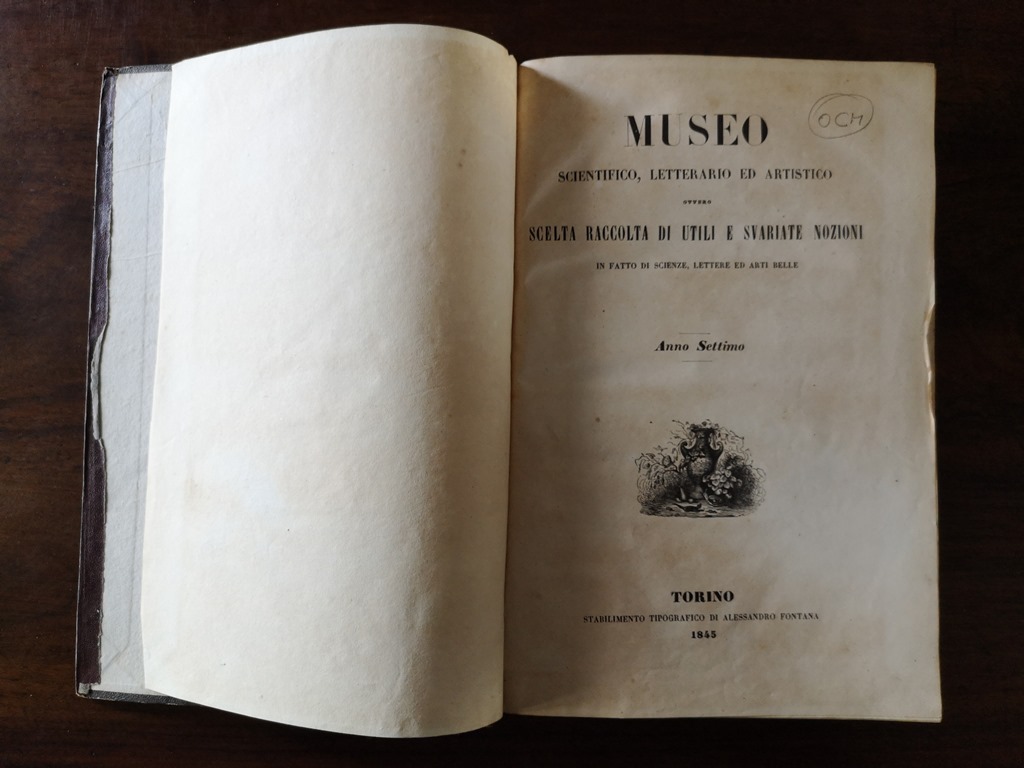 MUSEO
OCH
SCIENTIFICO, LETTERARIO ED ARTISTICO
OVVERO
SCELTA RACCOLTA DI UTILI E SVARIATE NOZIONI
IN FATTO DI SCIENZE, LETTERE ED ARTI BELLE
Anno Settimo
TORINO
STABILIMENTO TIPOGRAFICO DI ALESSANDRO FONTANA
1845